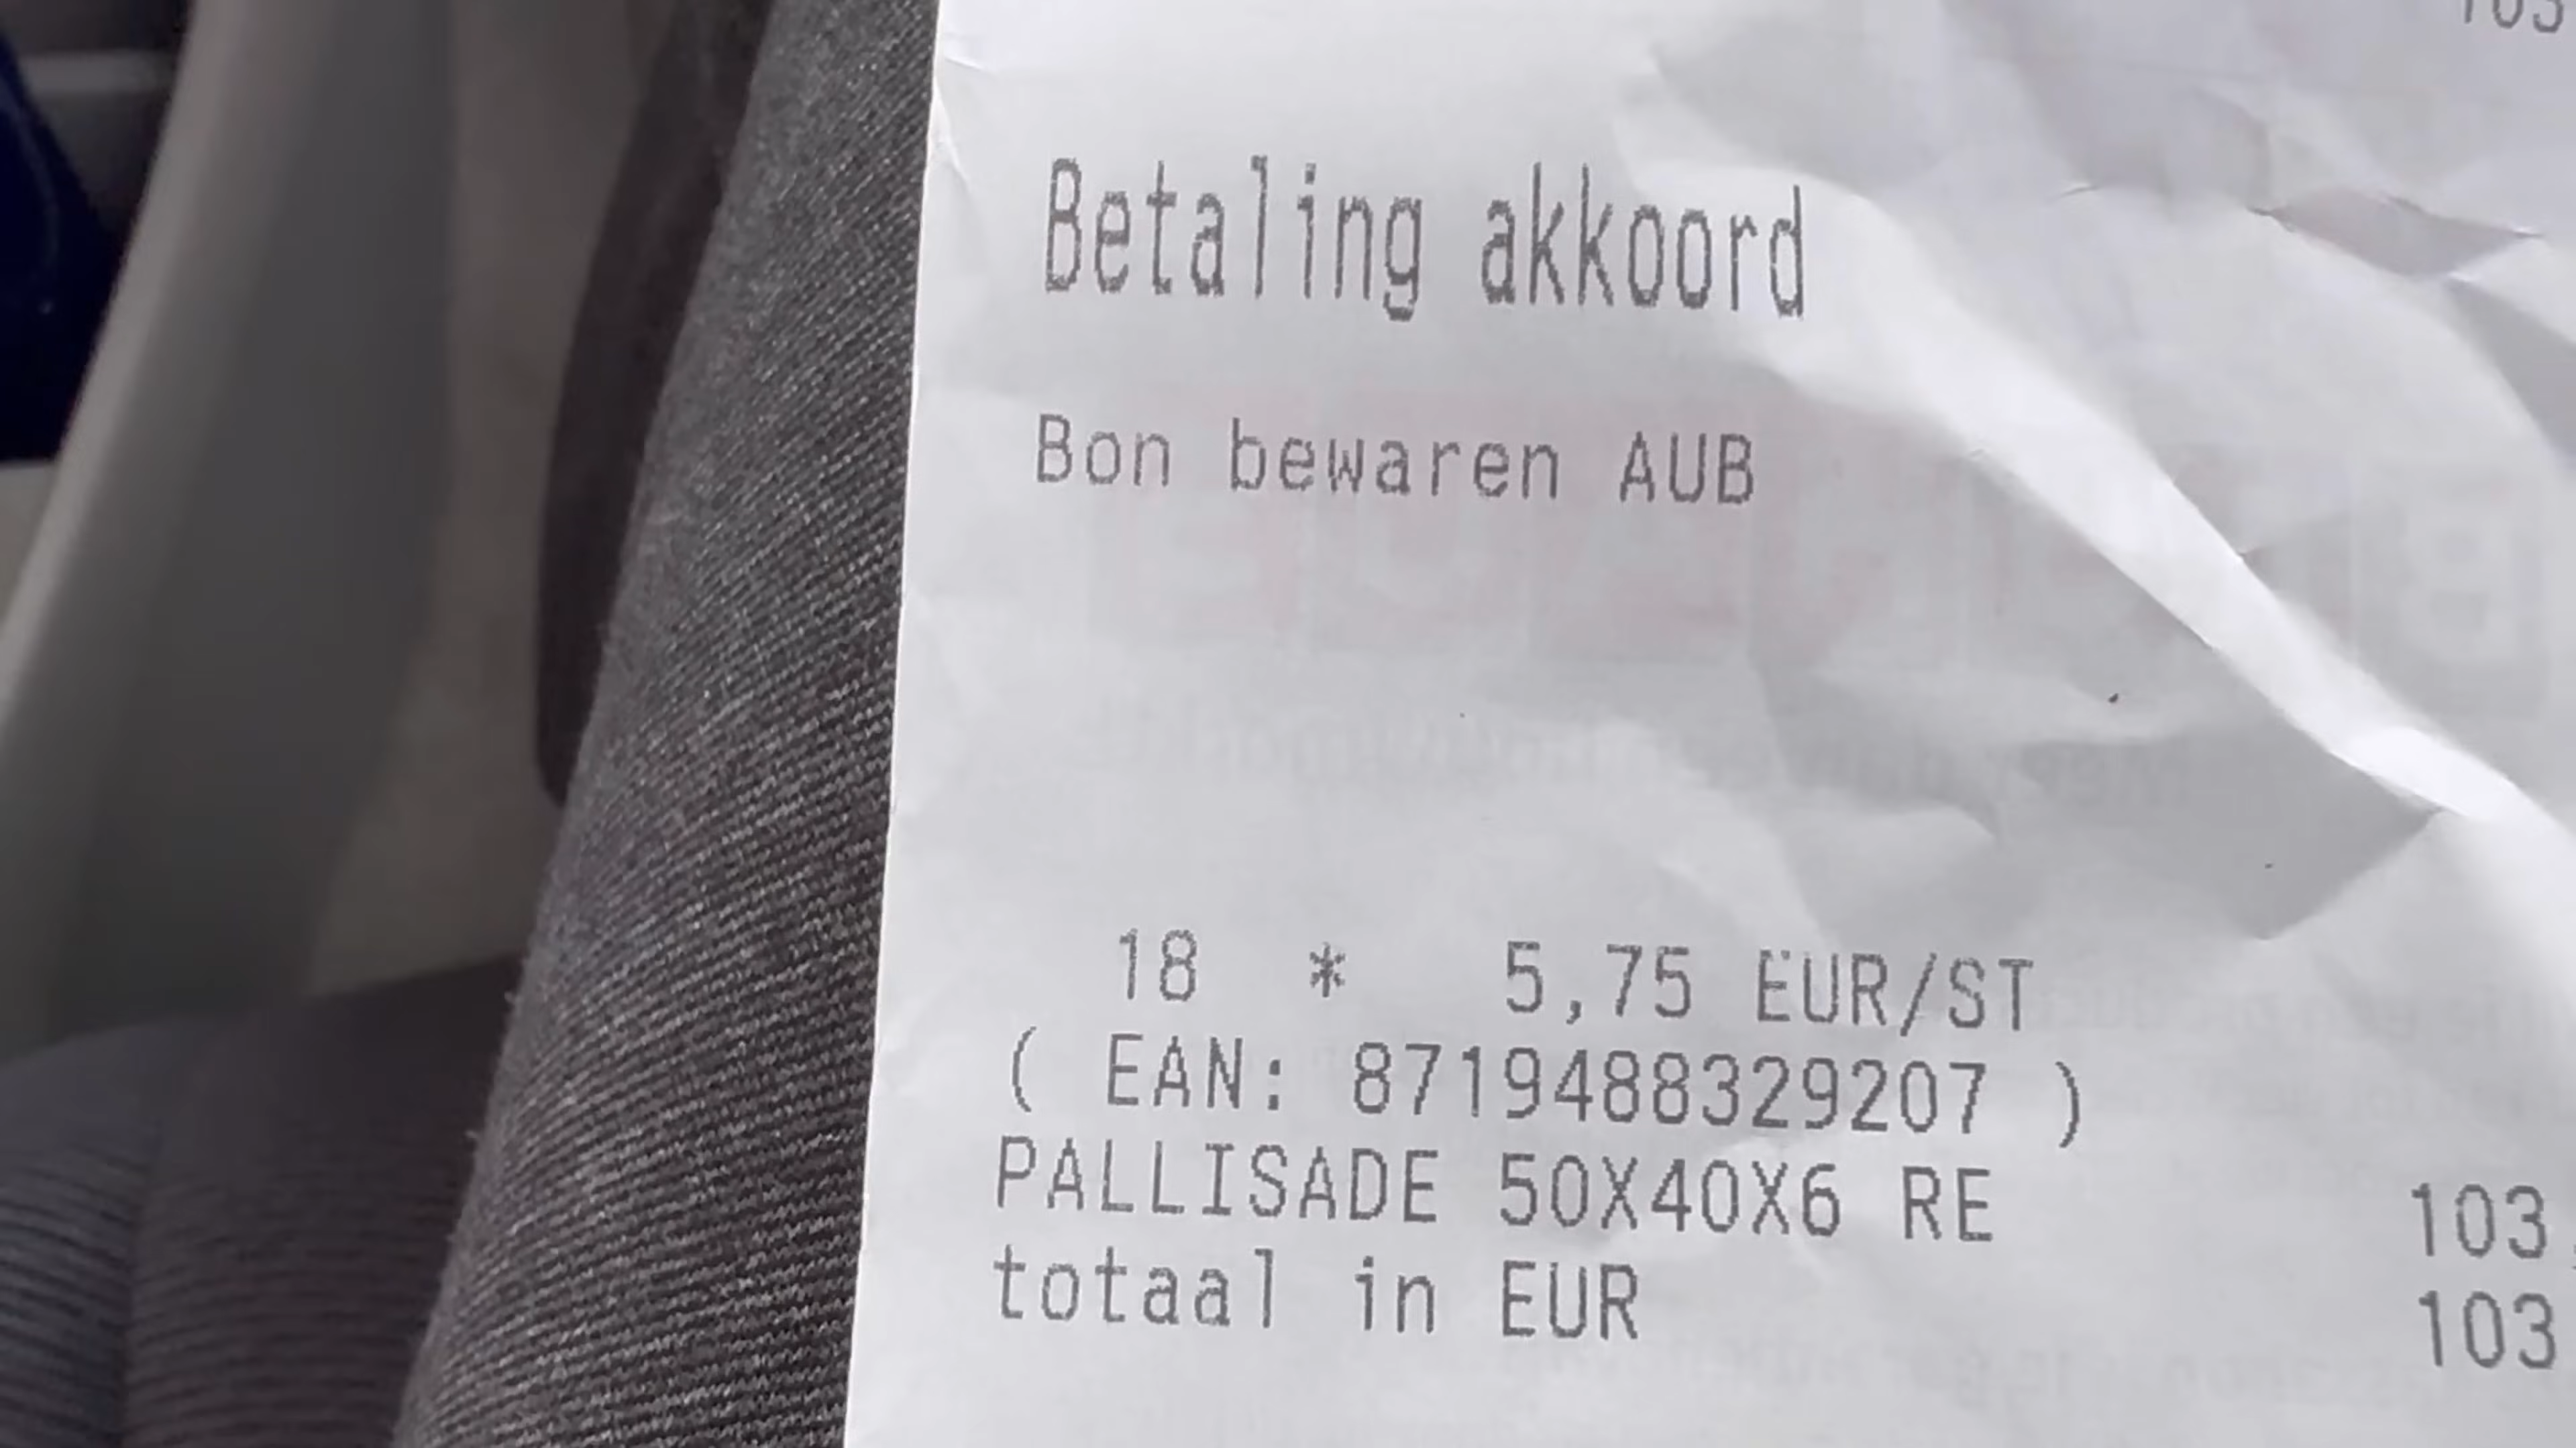 103
Betaling akkoord
Bon bewaren AUB
18 * 5,75 EUR/ST
( EAN: 8719488329207 )
PALLISADE 50X40X6 RE 103,
totaal in EUR 103